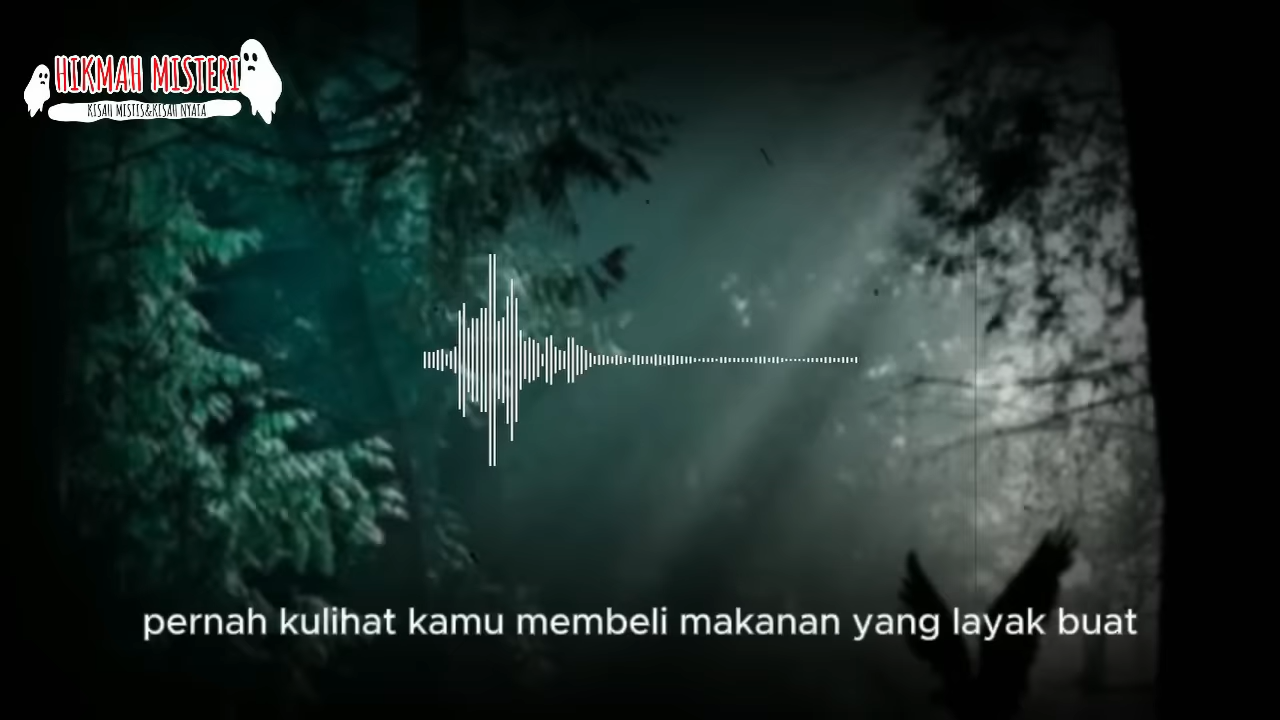 HIKMAH MISTERI
KISAH MISTIS&KISAH NYATA
pernah kulihat kamu membeli makanan yang layak buat